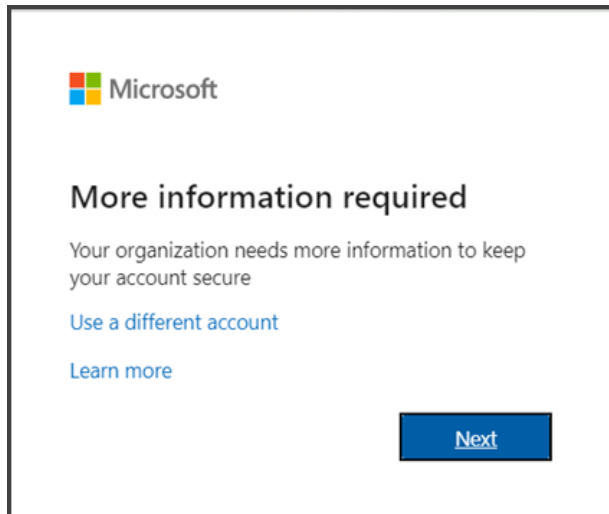 Microsoft
More information required
Your organization needs more information to keep
your account secure
Use a different account
Learn more
Next